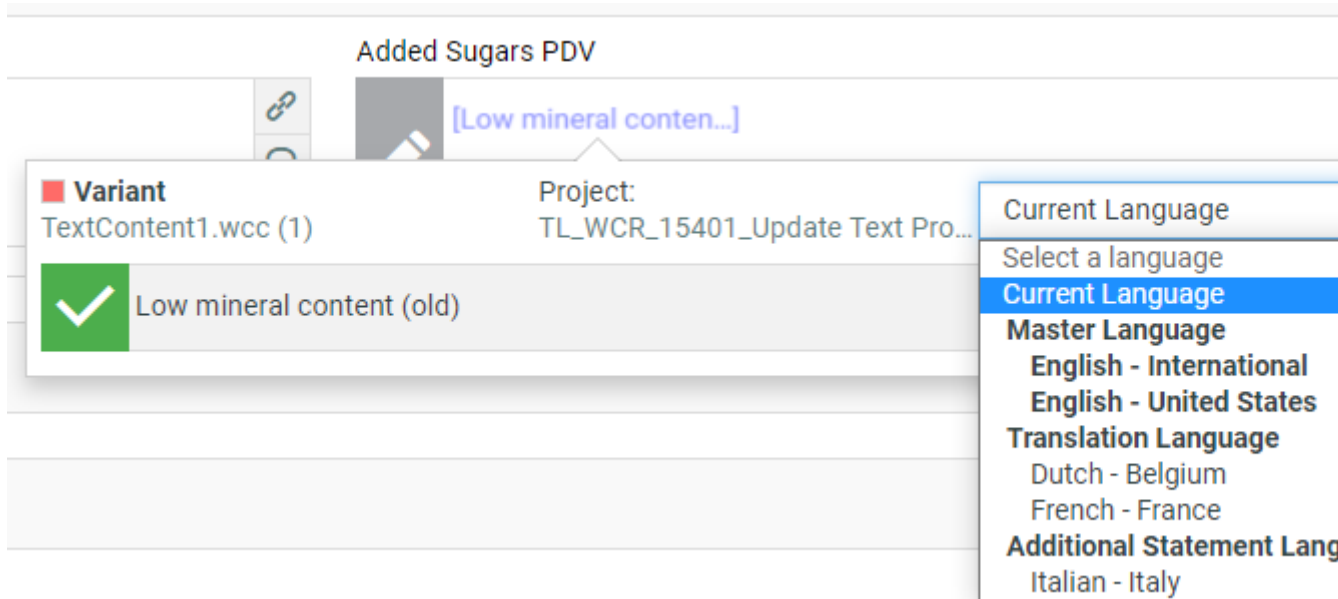 Added Sugars PDV
[Low mineral conten...]
Variant
Project:
TextContent1.wcc (1)
TL_WCR_15401_Update Text Pro...
Current Language
Low mineral content (old)
Select a language
Current Language
Master Language
English - International
English - United States
Translation Language
Dutch - Belgium
French - France
Additional Statement Lang
Italian - Italy